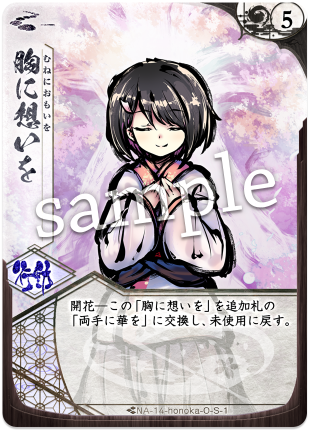 5
むねにおもいを
胸に想いを
sample
行動
開花―この「胸に想いを」を追加札の
「両手に華を」に交換し、未使用に戻す。
NA-14-honoka-O-S-1